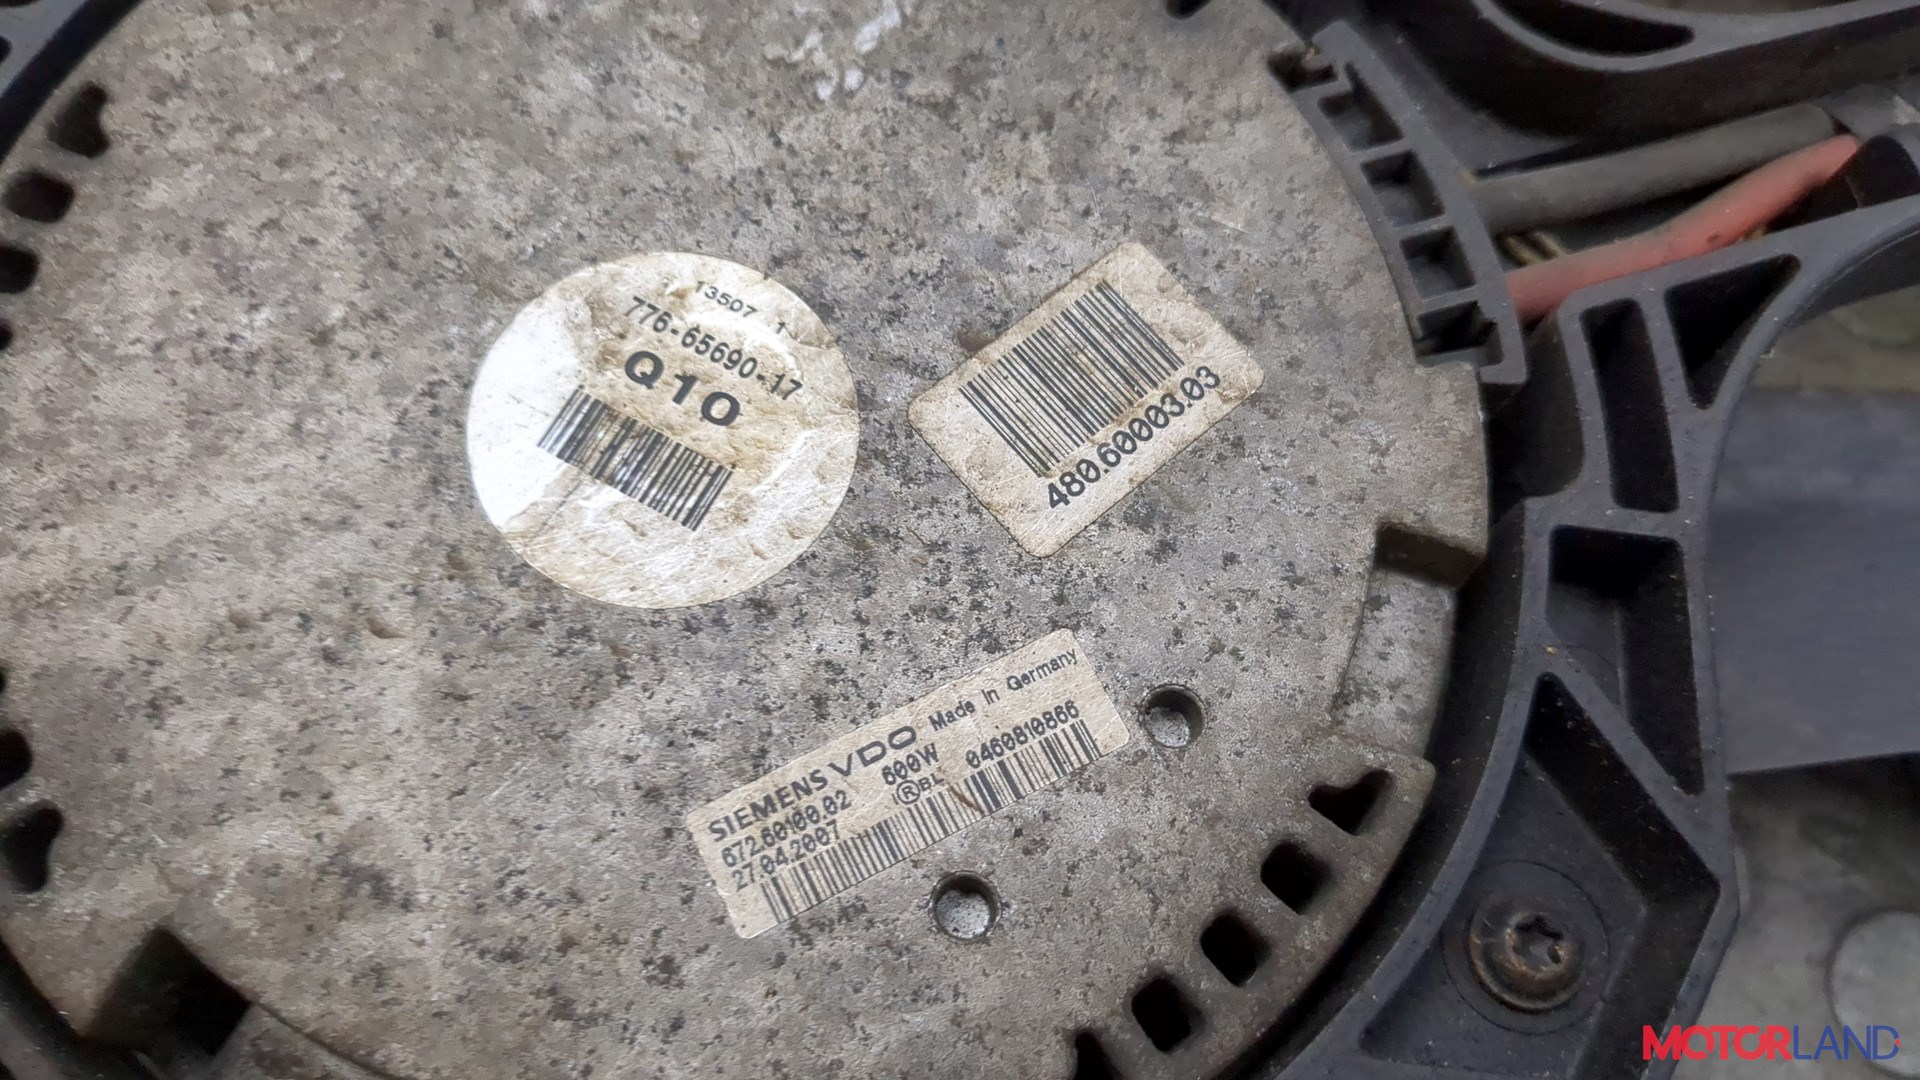 13507 1
776-65690-17
Q10
480.60003.03
SIEMENS VDO Made in Germany
672.60100.02 600W 0460810866
27.04.2007
MOTORLAND